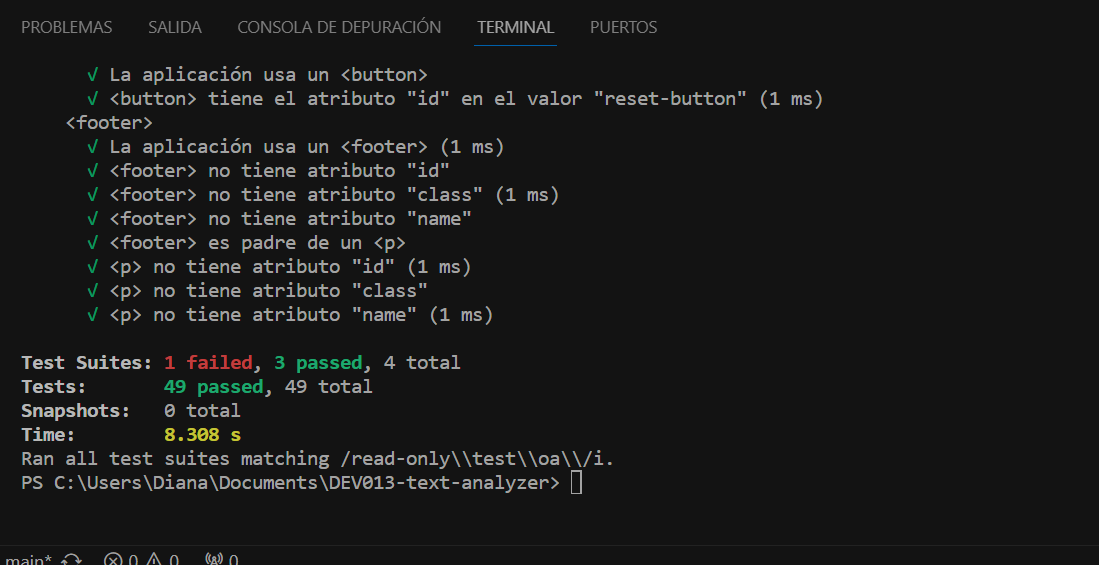 PROBLEMAS SALIDA CONSOLA DE DEPURACIÓN TERMINAL PUERTOS
√ La aplicación usa un <button>
√ <button> tiene el atributo "id" en el valor "reset-button" (1 ms)
<footer>
√ La aplicación usa un <footer> (1 ms)
√ <footer> no tiene atributo "id"
√ <footer> no tiene atributo "class" (1 ms)
√ <footer> no tiene atributo "name"
√ <footer> es padre de un <p>
√ <p> no tiene atributo "id" (1 ms)
√ <p> no tiene atributo "class"
√ <p> no tiene atributo "name" (1 ms)
Test Suites: 1 failed, 3 passed, 4 total
Tests: 49 passed, 49 total
Snapshots: 0 total
Time: 8.308 s
Ran all test suites matching /read-only\\test\\oa\\/i.
PS C:\Users\Diana\Documents\DEV013-text-analyzer>
main* 0 0 0